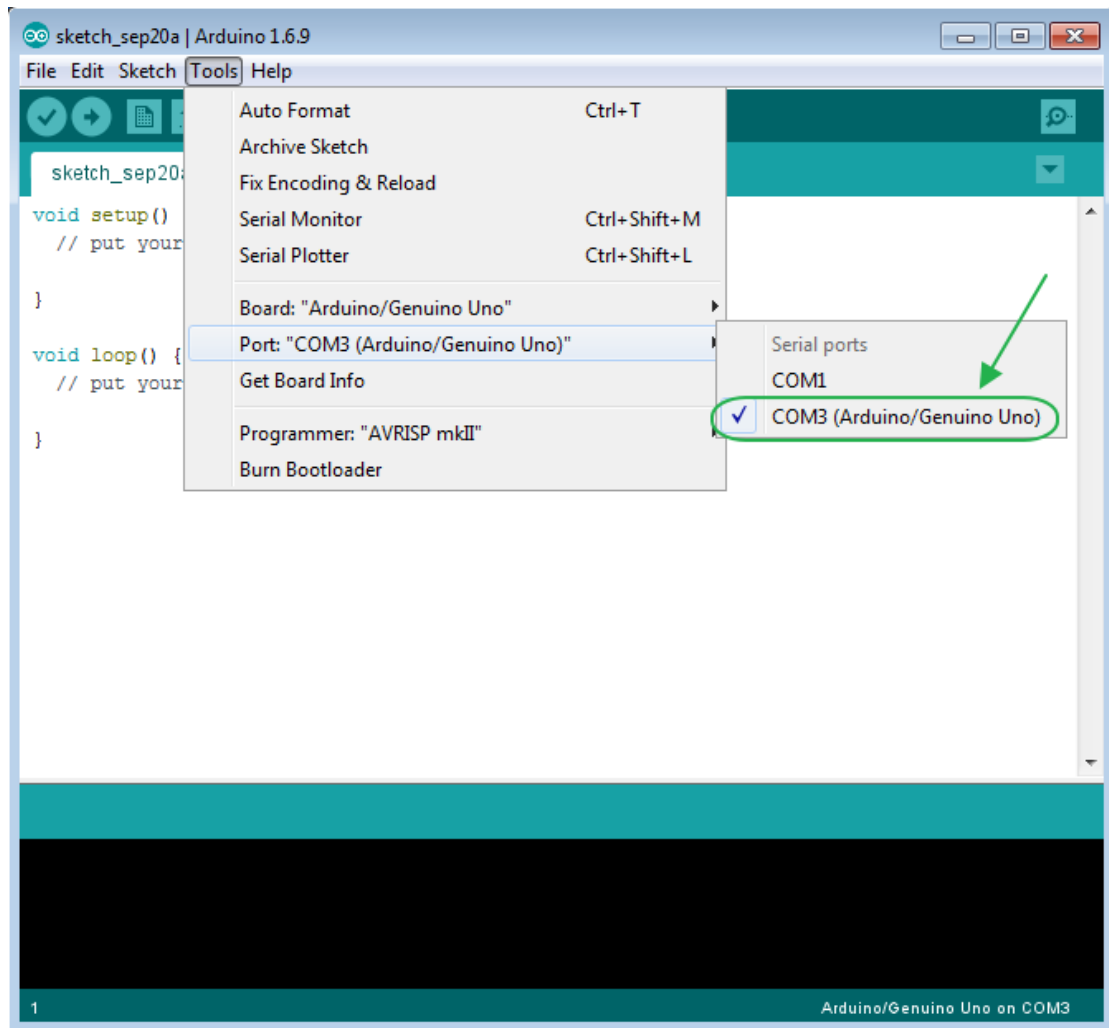 sketch_sep20a | Arduino 1.6.9
File Edit Sketch Tools Help
Auto Format Ctrl+T
Archive Sketch
sketch_sep20a
Fix Encoding & Reload
void setup()
Serial Monitor Ctrl+Shift+M
// put your
Serial Plotter Ctrl+Shift+L
}
Board: "Arduino/Genuino Uno"
Port: "COM3 (Arduino/Genuino Uno)"
Serial ports
void loop() {
// put your
Get Board Info
COM1
COM3 (Arduino/Genuino Uno)
}
Programmer: "AVRISP mkII"
Burn Bootloader
1
Arduino/Genuino Uno on COM3